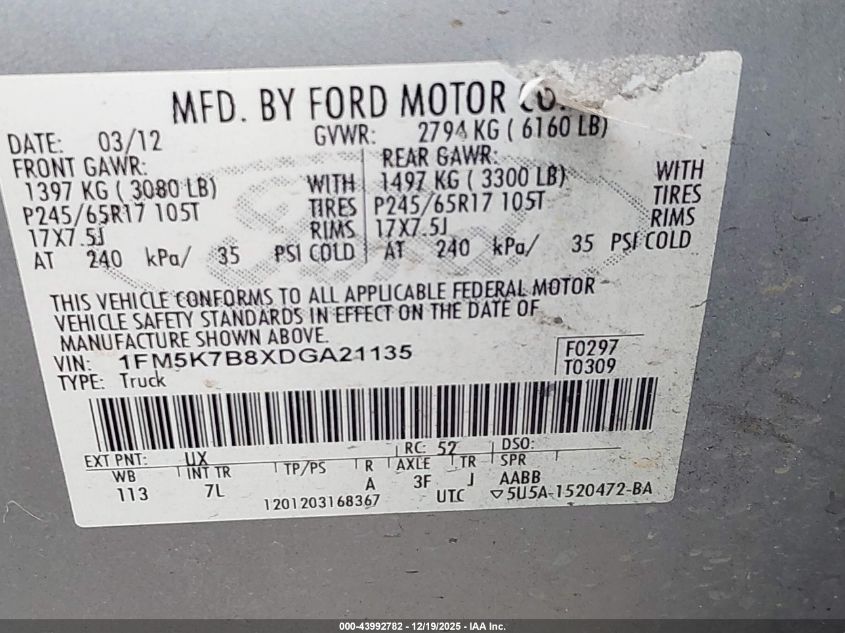 MFD. BY FORD MOTOR CO.
DATE: 03/12 GVWR: 2794 KG ( 6160 LB)
FRONT GAWR: REAR GAWR: WITH
1397 KG ( 3080 LB) WITH 1497 KG ( 3300 LB) TIRES
P245/65R17 105T TIRES P245/65R17 105T RIMS
17X7.5J RIMS 17X7.5J
AT 240 kPa/ 35 PSI COLD AT 240 kPa/ 35 PSI COLD
THIS VEHICLE CONFORMS TO ALL APPLICABLE FEDERAL MOTOR
VEHICLE SAFETY STANDARDS IN EFFECT ON THE DATE OF
MANUFACTURE SHOWN ABOVE.
VIN: 1FM5K7B8XDGA21135 F0297
TYPE: Truck T0309
EXT PNT: UX RC: 52 DSO:
WB INT TR TP/PS R AXLE TR SPR
113 7L A 3F J AABB
1201203168367 UTC ▽5U5A-1520472-BA
Ford
000-43992782 - 12/19/2025 - IAA Inc.